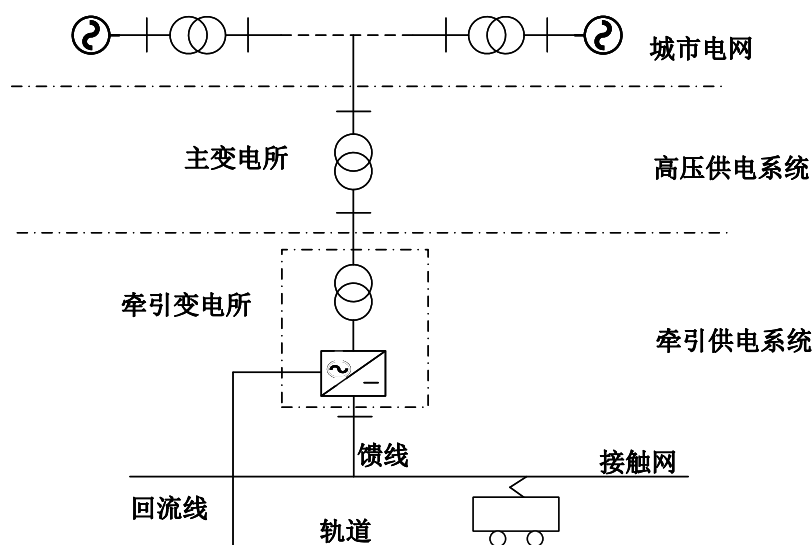 城市电网
主变电所
高压供电系统
牵引变电所
牵引供电系统
馈线
接触网
回流线
轨道